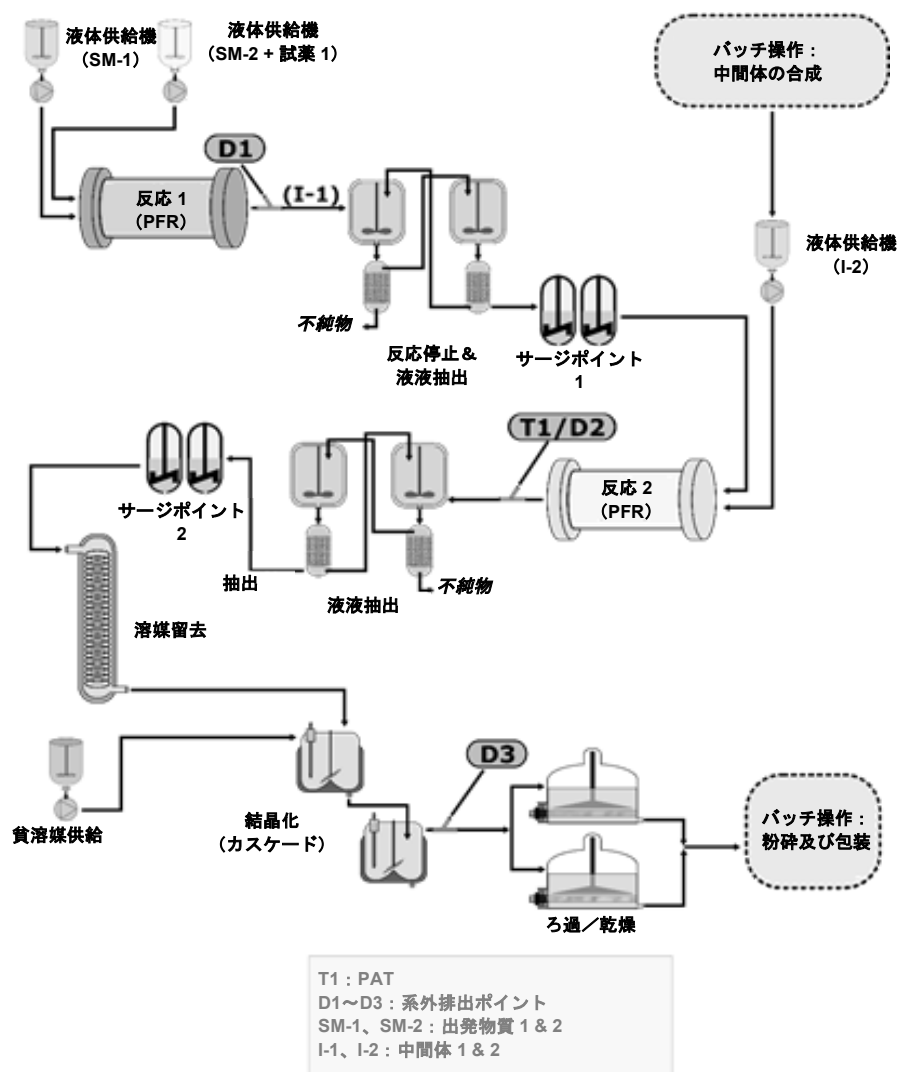 液体供給機
（SM-1）
液体供給機
（SM-2 + 試薬 1）
バッチ操作：
中間体の合成
D1
反応 1
（PFR）
(I-1)
液体供給機
（I-2）
不純物
反応停止＆
液液抽出
サージポイント
1
T1/D2
反応 2
（PFR）
サージポイント
2
抽出
液液抽出
不純物
溶媒留去
D3
貧溶媒供給
結晶化
（カスケード）
バッチ操作：
粉砕及び包装
ろ過／乾燥
T1：PAT
D1～D3：系外排出ポイント
SM-1、SM-2：出発物質 1 & 2
I-1、I-2：中間体 1 & 2